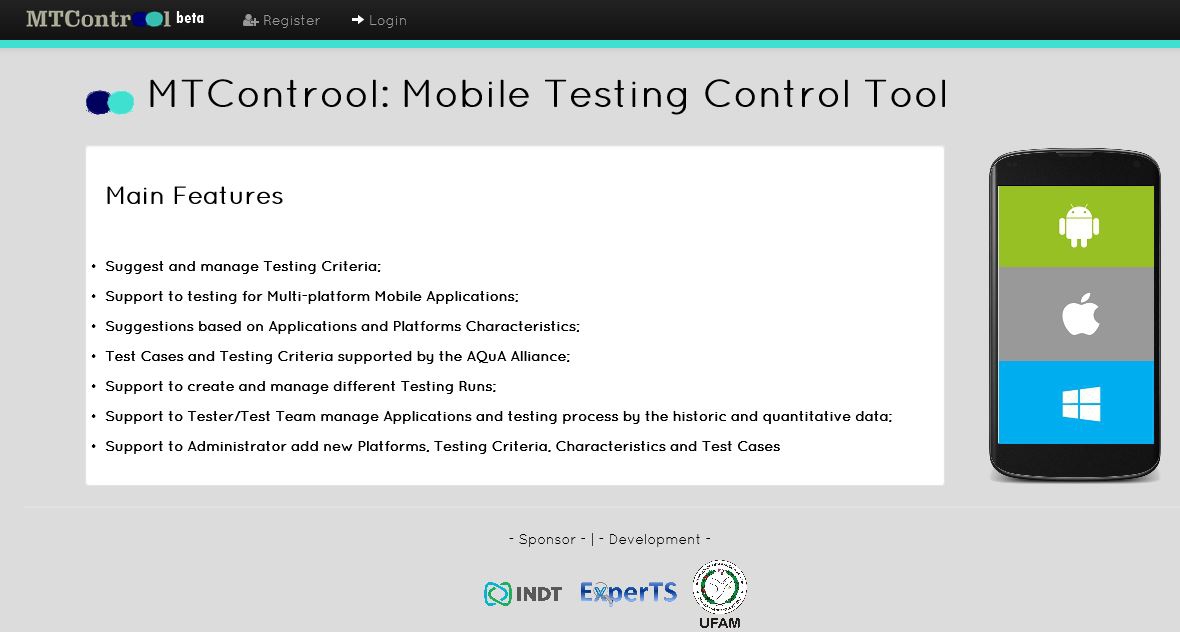 MTControol beta Register Login
MTControol: Mobile Testing Control Tool
Main Features
• Suggest and manage Testing Criteria;
• Support to testing for Multi-platform Mobile Applications;
• Suggestions based on Applications and Platforms Characteristics;
• Test Cases and Testing Criteria supported by the AQuA Alliance;
• Support to create and manage different Testing Runs;
• Support to Tester/Test Team manage Applications and testing process by the historic and quantitative data;
• Support to Administrator add new Platforms, Testing Criteria, Characteristics and Test Cases
- Sponsor - | - Development -
INDT ExperTS
UFAM